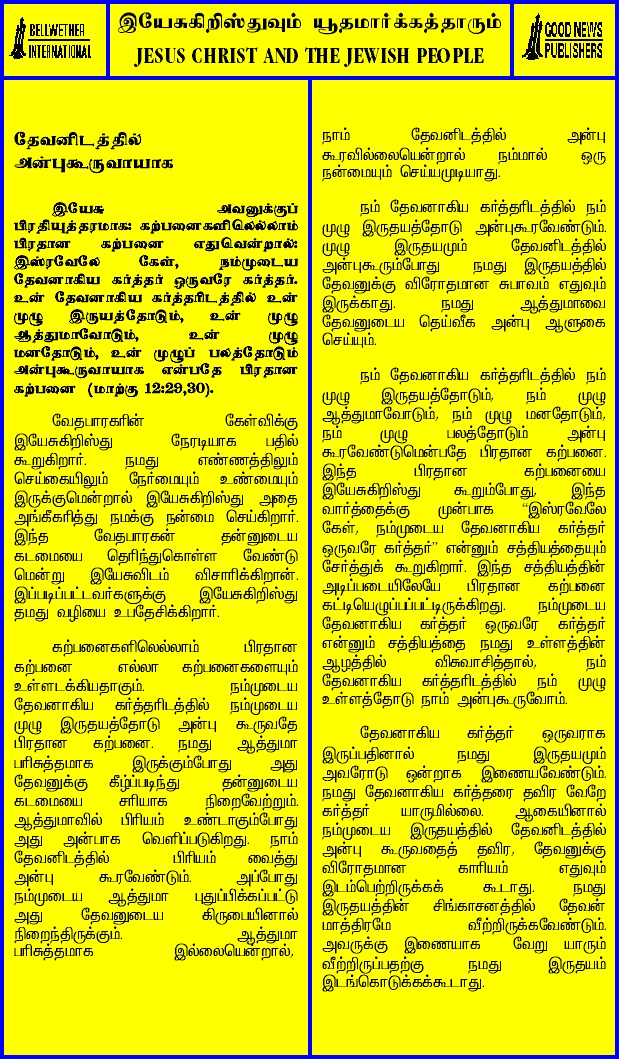 BELLWETHER
INTERNATIONAL
இயேசுகிறிஸ்துவும் யூதமார்க்கத்தாரும்
JESUS CHRIST AND THE JEWISH PEOPLE
GOOD NEWS
PUBLISHERS
தேவனிடத்தில்
அன்புகூருவாயாக
இயேசு அவனுக்குப்
பிரதியுத்தரமாக: கற்பனைகளிலெல்லாம்
பிரதான கற்பனை எதுவென்றால்:
இஸ்ரவேலே கேள், நம்முடைய
தேவனாகிய கர்த்தர் ஒருவரே கர்த்தர்.
உன் தேவனாகிய கர்த்தரிடத்தில் உன்
முழு இருயத்தோடும், உன் முழு
ஆத்துமாவோடும், உன் முழு
மனதோடும், உன் முழுப் பலத்தோடும்
அன்புகூருவாயாக என்பதே பிரதான
கற்பனை (மாற்கு 12:29,30).
வேதபாரகரின் கேள்விக்கு
இயேசுகிறிஸ்து நேரடியாக பதில்
கூறுகிறார். நமது எண்ணத்திலும்
செய்கையிலும் நேர்மையும் உண்மையும்
இருக்குமென்றால் இயேசுகிறிஸ்து அதை
அங்கீகரித்து நமக்கு நன்மை செய்கிறார்.
இந்த வேதபாரகன் தன்னுடைய
கடமையை தெரிந்துகொள்ள வேண்டு
மென்று இயேசுவிடம் விசாரிக்கிறான்.
இப்படிப்பட்டவர்களுக்கு இயேசுகிறிஸ்து
தமது வழியை உபதேசிக்கிறார்.
கற்பனைகளிலெல்லாம் பிரதான
கற்பனை எல்லா கற்பனைகளையும்
உள்ளடக்கியதாகும். நம்முடைய
தேவனாகிய கர்த்தரிடத்தில் நம்முடைய
முழு இருதயத்தோடு அன்பு கூருவதே
பிரதான கற்பனை. நமது ஆத்துமா
பரிசுத்தமாக இருக்கும்போது அது
தேவனுக்கு கீழ்ப்படிந்து தன்னுடைய
கடமையை சரியாக நிறைவேற்றும்.
ஆத்துமாவில் பிரியம் உண்டாகும்போது
அது அன்பாக வெளிப்படுகிறது. நாம்
தேவனிடத்தில் பிரியம் வைத்து
அன்பு கூரவேண்டும். அப்போது
நம்முடைய ஆத்துமா புதுப்பிக்கப்பட்டு
அது தேவனுடைய கிருபையினால்
நிறைந்திருக்கும். ஆத்துமா
பரிசுத்தமாக இல்லையென்றால்,
நாம் தேவனிடத்தில் அன்பு
கூரவில்லையென்றால் நம்மால் ஒரு
நன்மையும் செய்யமுடியாது.
நம் தேவனாகிய கர்த்தரிடத்தில் நம்
முழு இருதயத்தோடு அன்புகூரவேண்டும்.
முழு இருதயமும் தேவனிடத்தில்
அன்புகூரும்போது நமது இருதயத்தில்
தேவனுக்கு விரோதமான சுபாவம் எதுவும்
இருக்காது. நமது ஆத்துமாவை
தேவனுடைய தெய்வீக அன்பு ஆளுகை
செய்யும்.
நம் தேவனாகிய கர்த்தரிடத்தில் நம்
முழு இருதயத்தோடும், நம் முழு
ஆத்துமாவோடும், நம் முழு மனதோடும்,
நம் முழு பலத்தோடும் அன்பு
கூரவேண்டுமென்பதே பிரதான கற்பனை.
இந்த பிரதான கற்பனையை
இயேசுகிறிஸ்து கூறும்போது, இந்த
வார்த்தைக்கு முன்பாக “இஸ்ரவேலே
கேள், நம்முடைய தேவனாகிய கர்த்தர்
ஒருவரே கர்த்தர்” என்னும் சத்தியத்தையும்
சேர்த்துக் கூறுகிறார். இந்த சத்தியத்தின்
அடிப்படையிலேயே பிரதான கற்பனை
கட்டியெழுப்பப்பட்டிருக்கிறது. நம்முடைய
தேவனாகிய கர்த்தர் ஒருவரே கர்த்தர்
என்னும் சத்தியத்தை நமது உள்ளத்தின்
ஆழத்தில் விசுவாசித்தால், நம்
தேவனாகிய கர்த்தரிடத்தில் நம் முழு
உள்ளத்தோடு நாம் அன்புகூருவோம்.
தேவனாகிய கர்த்தர் ஒருவராக
இருப்பதினால் நமது இருதயமும்
அவரோடு ஒன்றாக இணையவேண்டும்.
நமது தேவனாகிய கர்த்தரை தவிர வேறே
கர்த்தர் யாருமில்லை. ஆகையினால்
நம்முடைய இருதயத்தில் தேவனிடத்தில்
அன்பு கூருவதைத் தவிர, தேவனுக்கு
விரோதமான காரியம் எதுவும்
இடம்பெற்றிருக்கக் கூடாது. நமது
இருதயத்தின் சிங்காசனத்தில் தேவன்
மாத்திரமே வீற்றிருக்கவேண்டும்.
அவருக்கு இணையாக வேறு யாரும்
வீற்றிருப்பதற்கு நமது இருதயம்
இடங்கொடுக்கக்கூடாது.